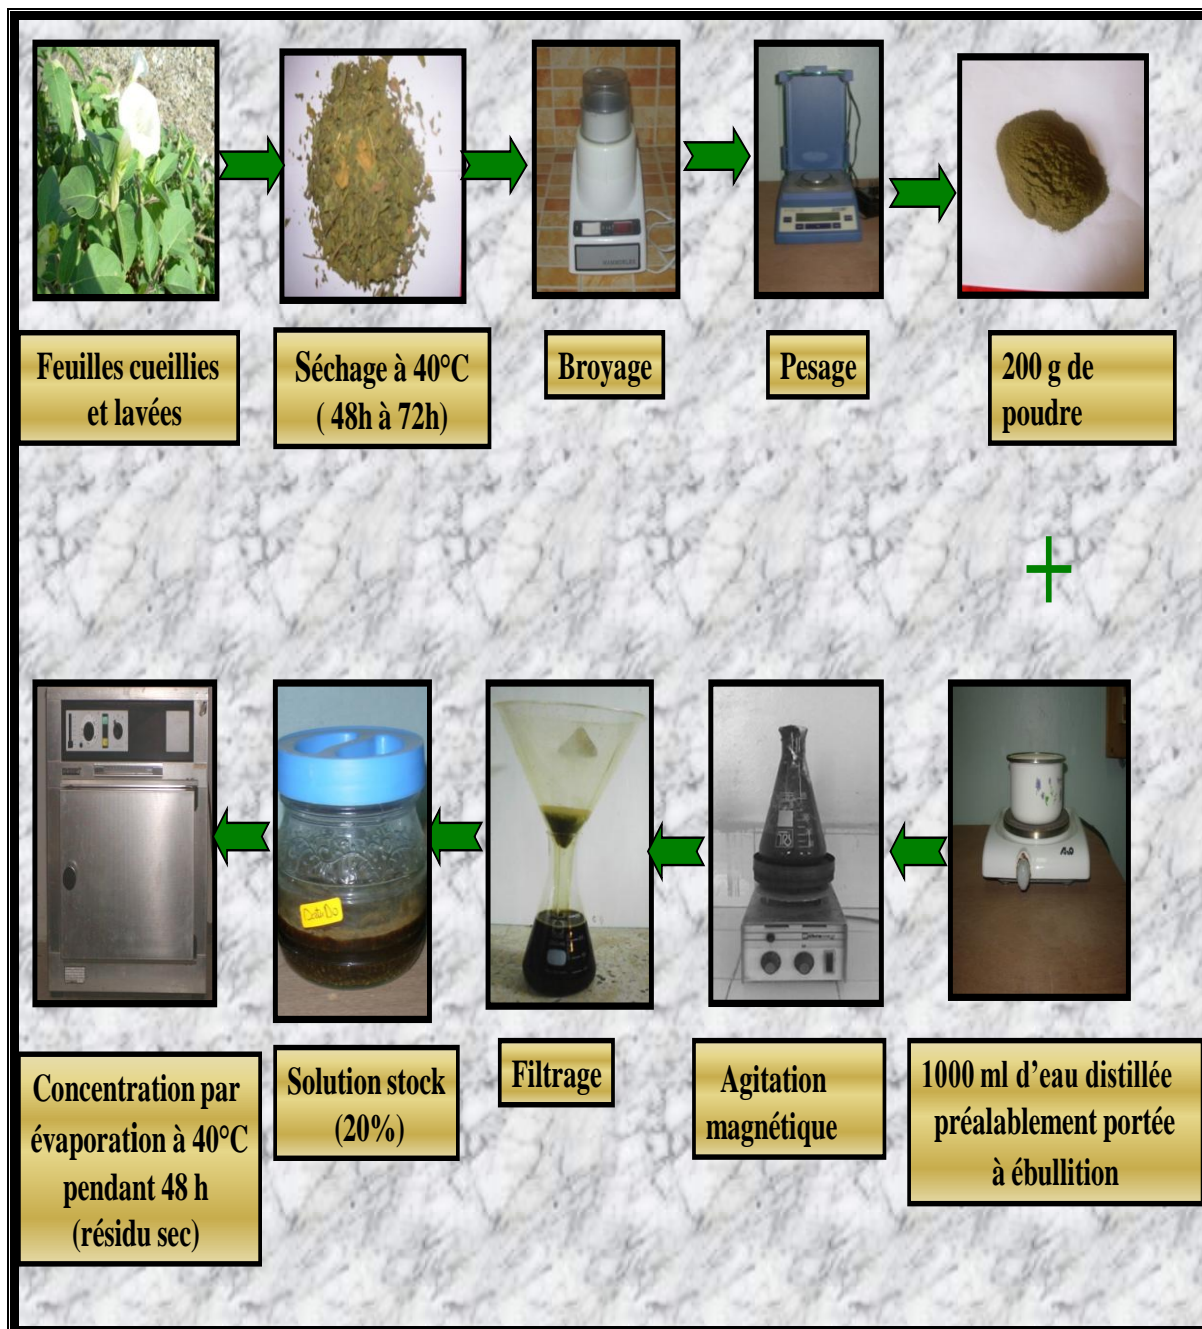 Feuilles cueillies
et lavées
Séchage à 40°C
( 48h à 72h)
Broyage
Pesage
200 g de
poudre
1000 ml d'eau distillée
préalablement portée
à ébullition
Agitation
magnétique
Filtrage
Solution stock
(20%)
Concentration par
évaporation à 40°C
pendant 48 h
(résidu sec)